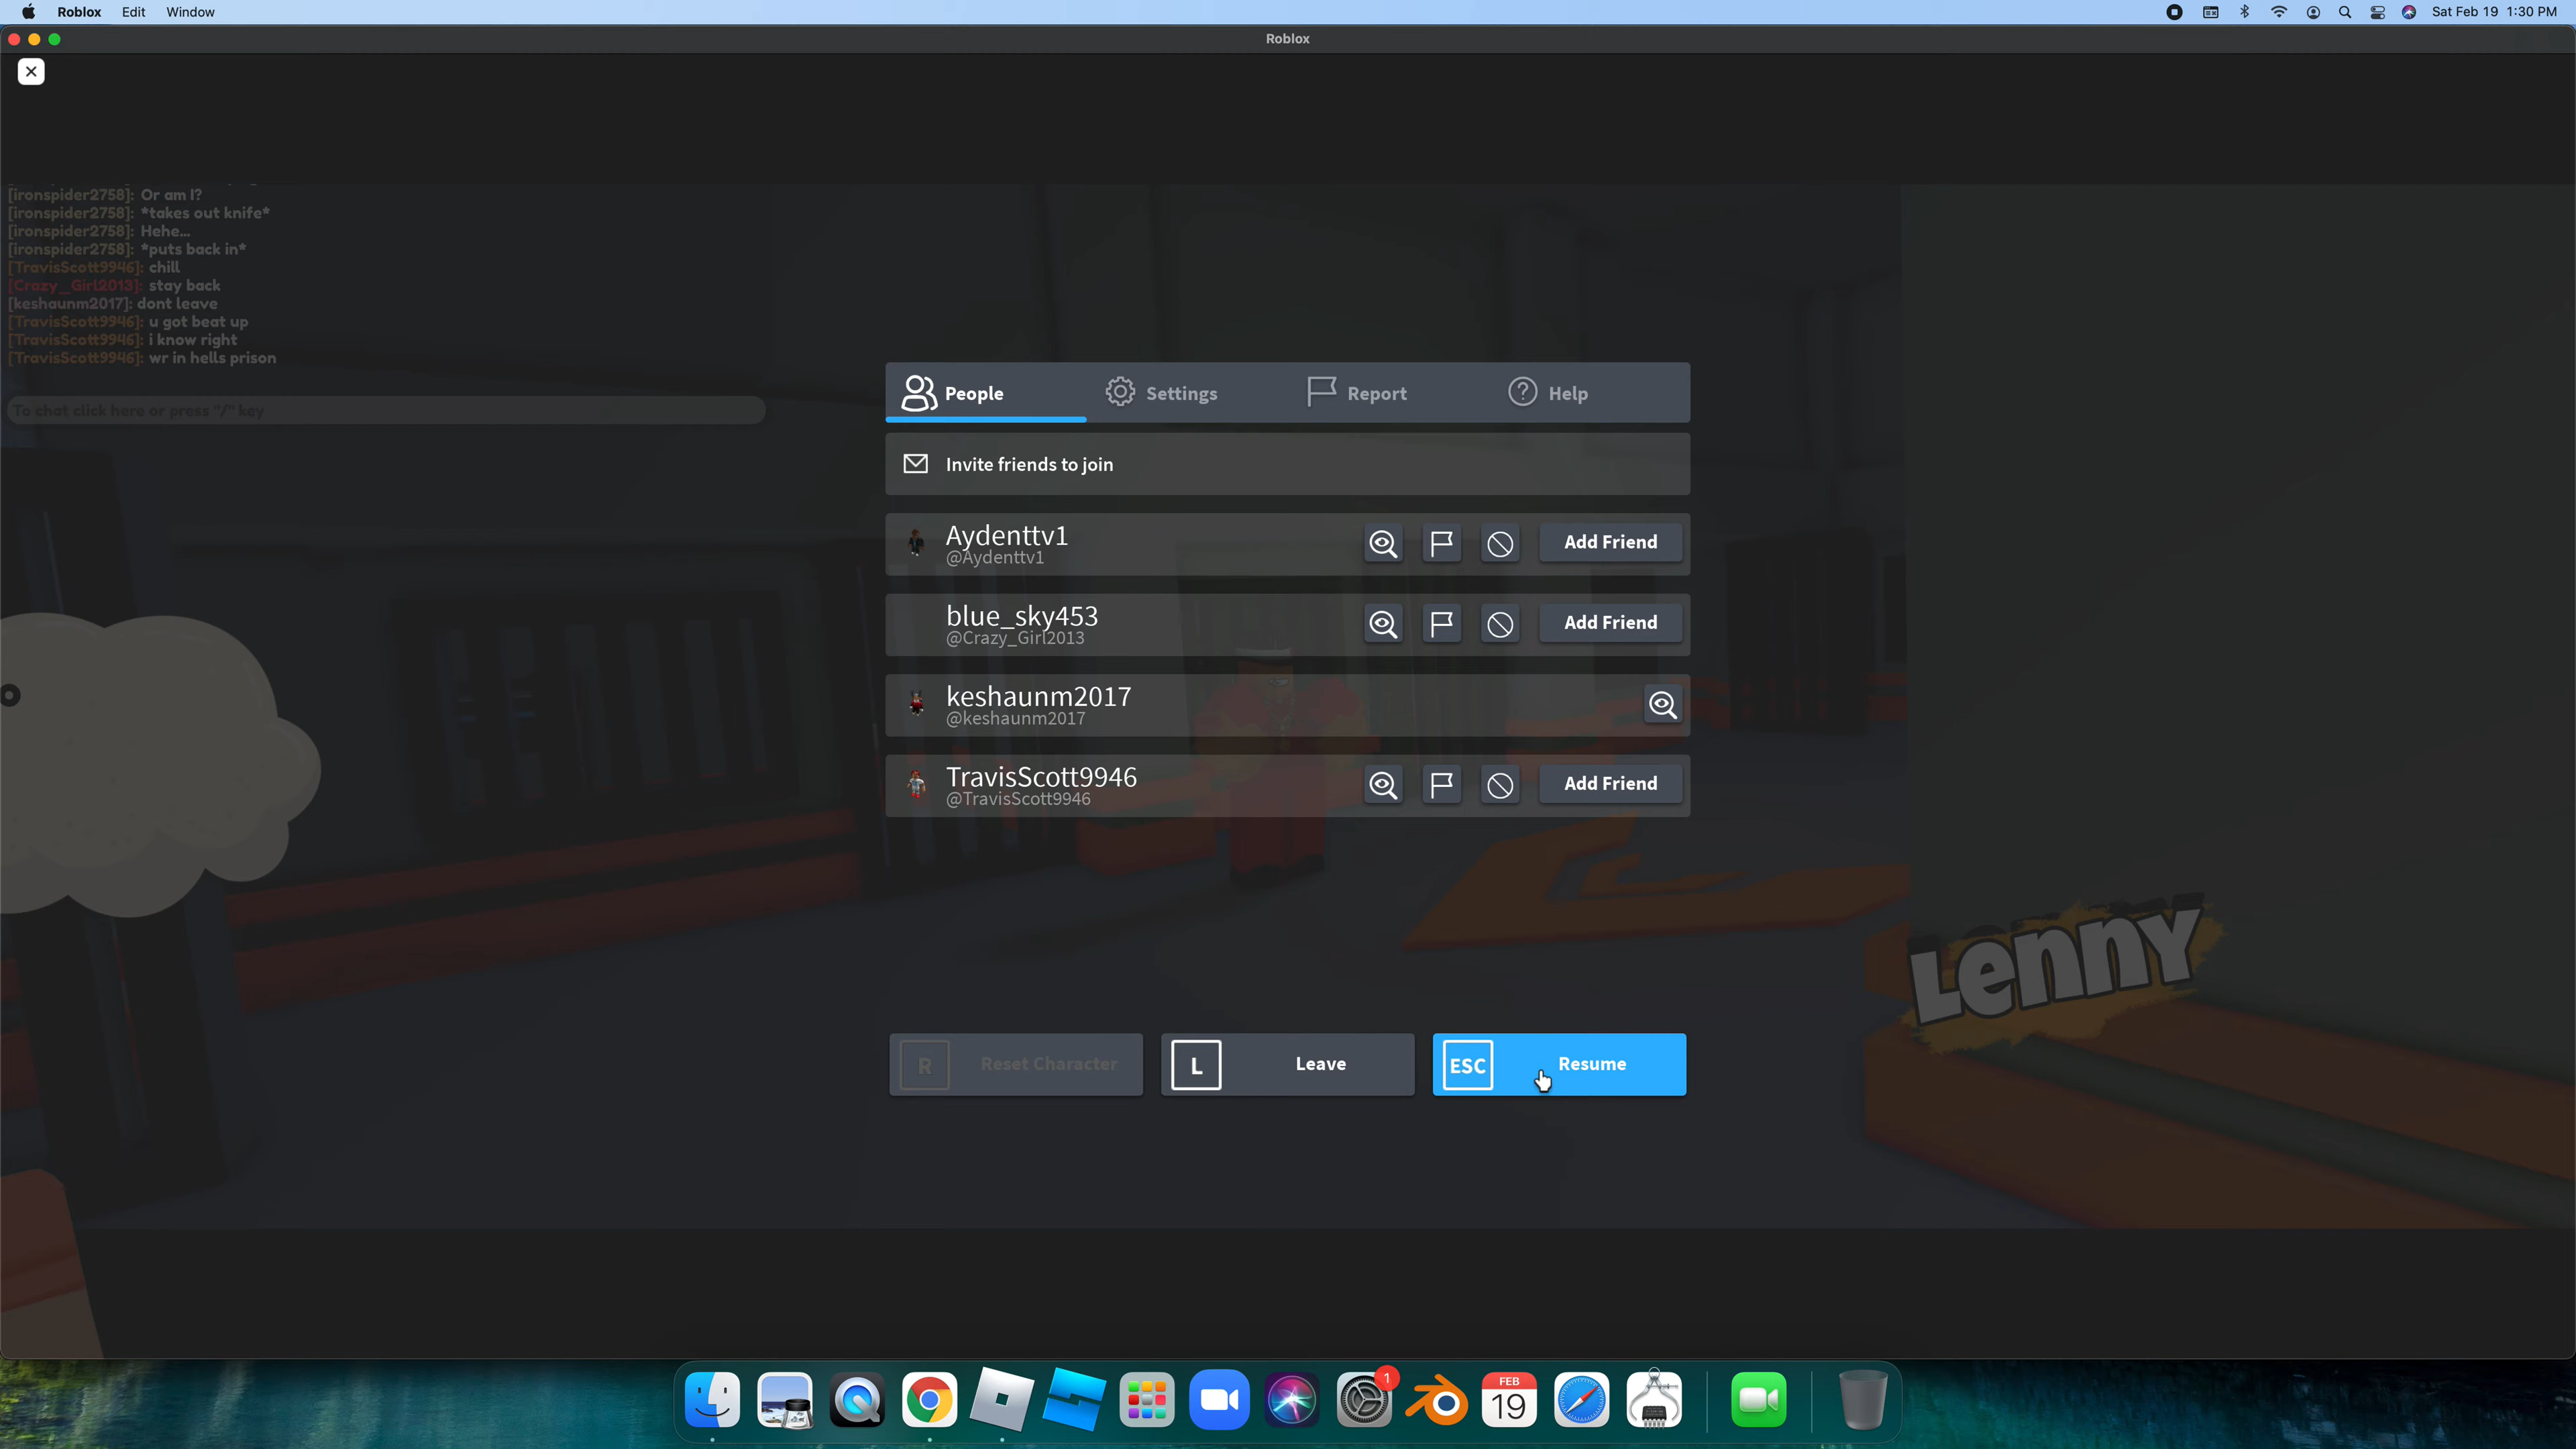 Roblox Edit Window
Sat Feb 19 1:30 PM
Roblox
[ironspider2758]: Or am I?
[ironspider2758]: *takes out knife*
[ironspider2758]: Hehe...
[ironspider2758]: *puts back in*
[TravisScott9946]: chill
[Crazy_Girl2013]: stay back
[keshaunm2017]: dont leave
[TravisScott9946]: u got beat up
[TravisScott9946]: i know right
[TravisScott9946]: wr in hells prison
To chat click here or press "/" key
People Settings Report Help
Invite friends to join
Aydenttv1
@Aydenttv1
Add Friend
blue_sky453
@Crazy_Girl2013
Add Friend
keshaunm2017
@keshaunm2017
TravisScott9946
@TravisScott9946
Add Friend
Lenny
R Reset Character L Leave ESC Resume
1
FEB
19